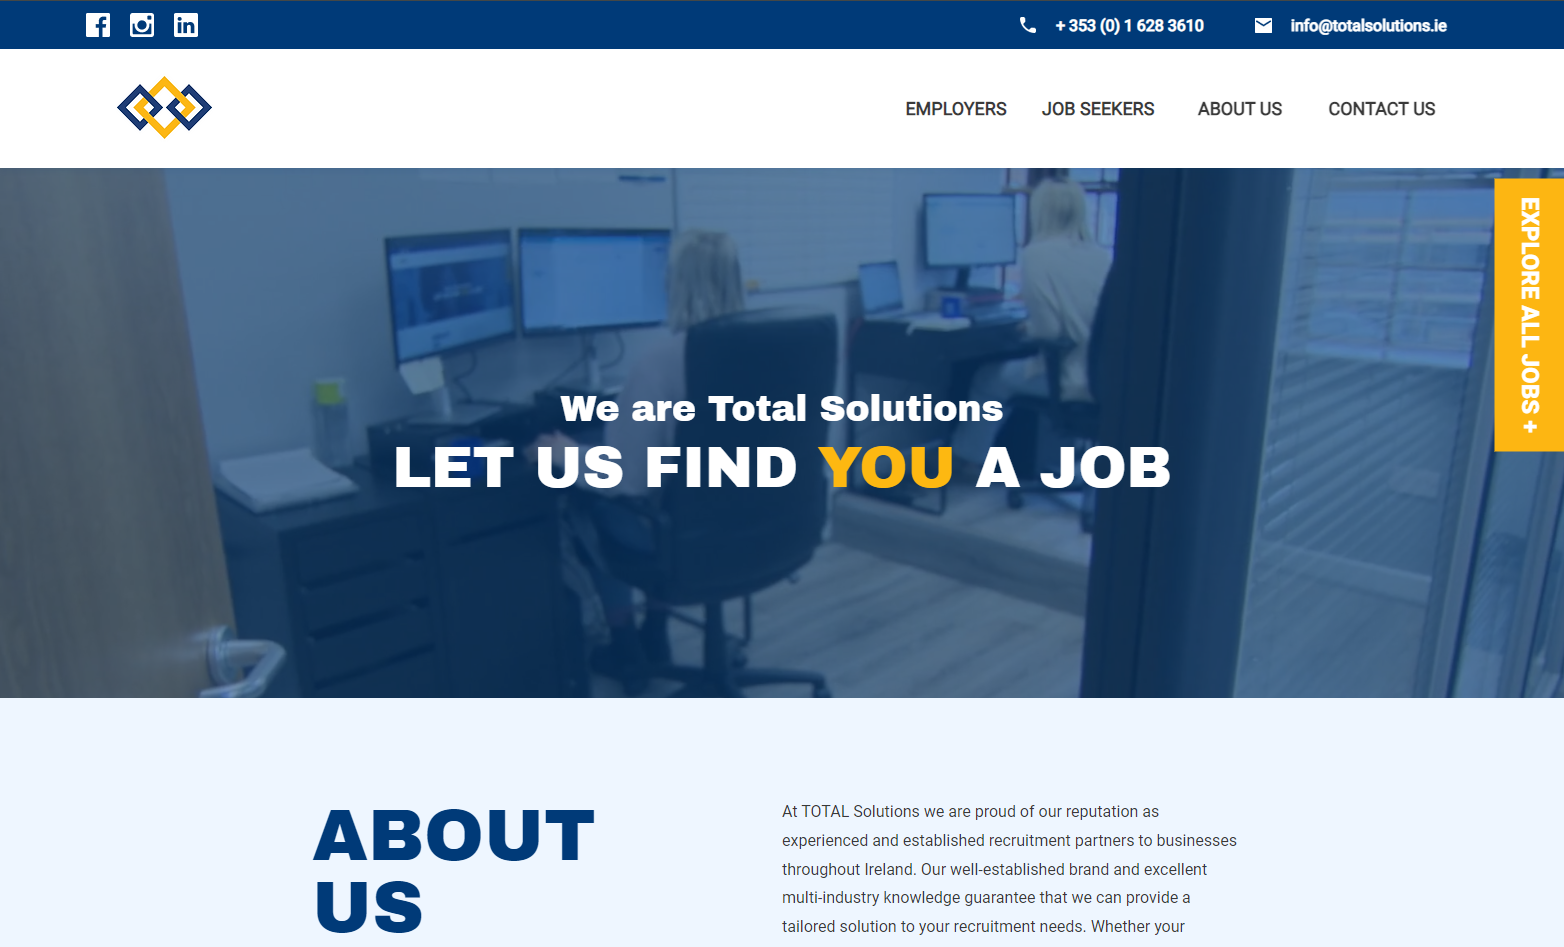 + 353 (0) 1 628 3610
info@totalsolutions.ie
EMPLOYERS
JOB SEEKERS
ABOUT US
CONTACT US
EXPLORE ALL JOBS +
We are Total Solutions
LET US FIND YOU A JOB
ABOUT
US
At TOTAL Solutions we are proud of our reputation as
experienced and established recruitment partners to businesses
throughout Ireland. Our well-established brand and excellent
multi-industry knowledge guarantee that we can provide a
tailored solution to your recruitment needs. Whether your